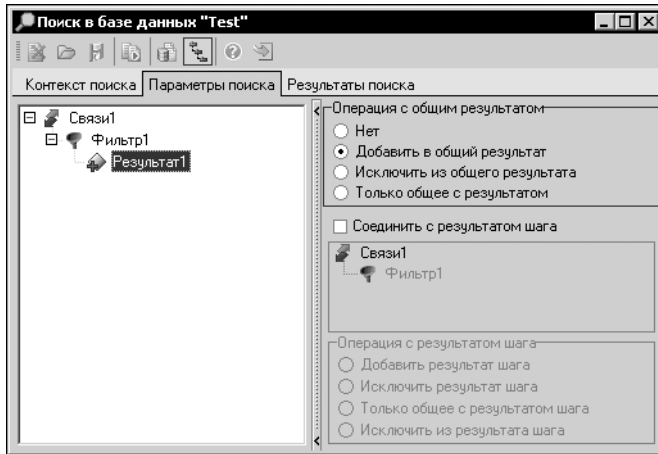 Поиск в базе данных "Test"
Контекст поиска Параметры поиска Результаты поиска
Связи1
Фильтр1
Результат1
Операция с общим результатом
Нет
Добавить в общий результат
Исключить из общего результата
Только общее с результатом
Соединить с результатом шага
Связи1
Фильтр1
Операция с результатом шага
Добавить результат шага
Исключить результат шага
Только общее с результатом шага
Исключить из результата шага